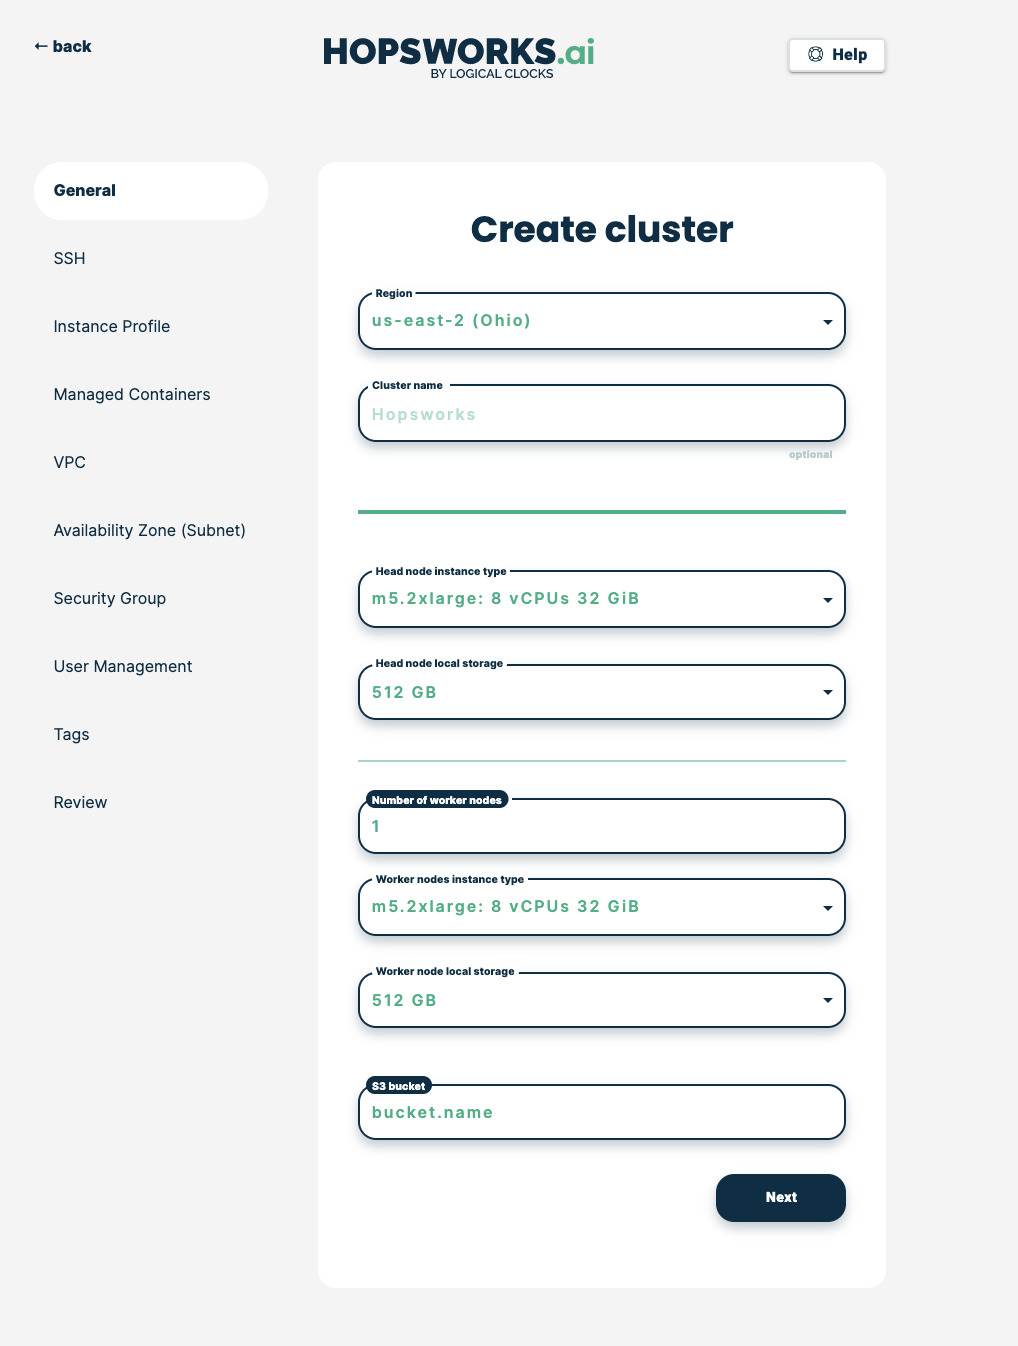 ← back
HOPSWORKS.ai
BY LOGICAL CLOCKS
Help
General
SSH
Instance Profile
Managed Containers
VPC
Availability Zone (Subnet)
Security Group
User Management
Tags
Review
Create cluster
Region
us-east-2 (Ohio)
Cluster name
Hopsworks
optional
Head node instance type
m5.2xlarge: 8 vCPUs 32 GiB
Head node local storage
512 GB
Number of worker nodes
1
Worker nodes instance type
m5.2xlarge: 8 vCPUs 32 GiB
Worker node local storage
512 GB
S3 bucket
bucket.name
Next